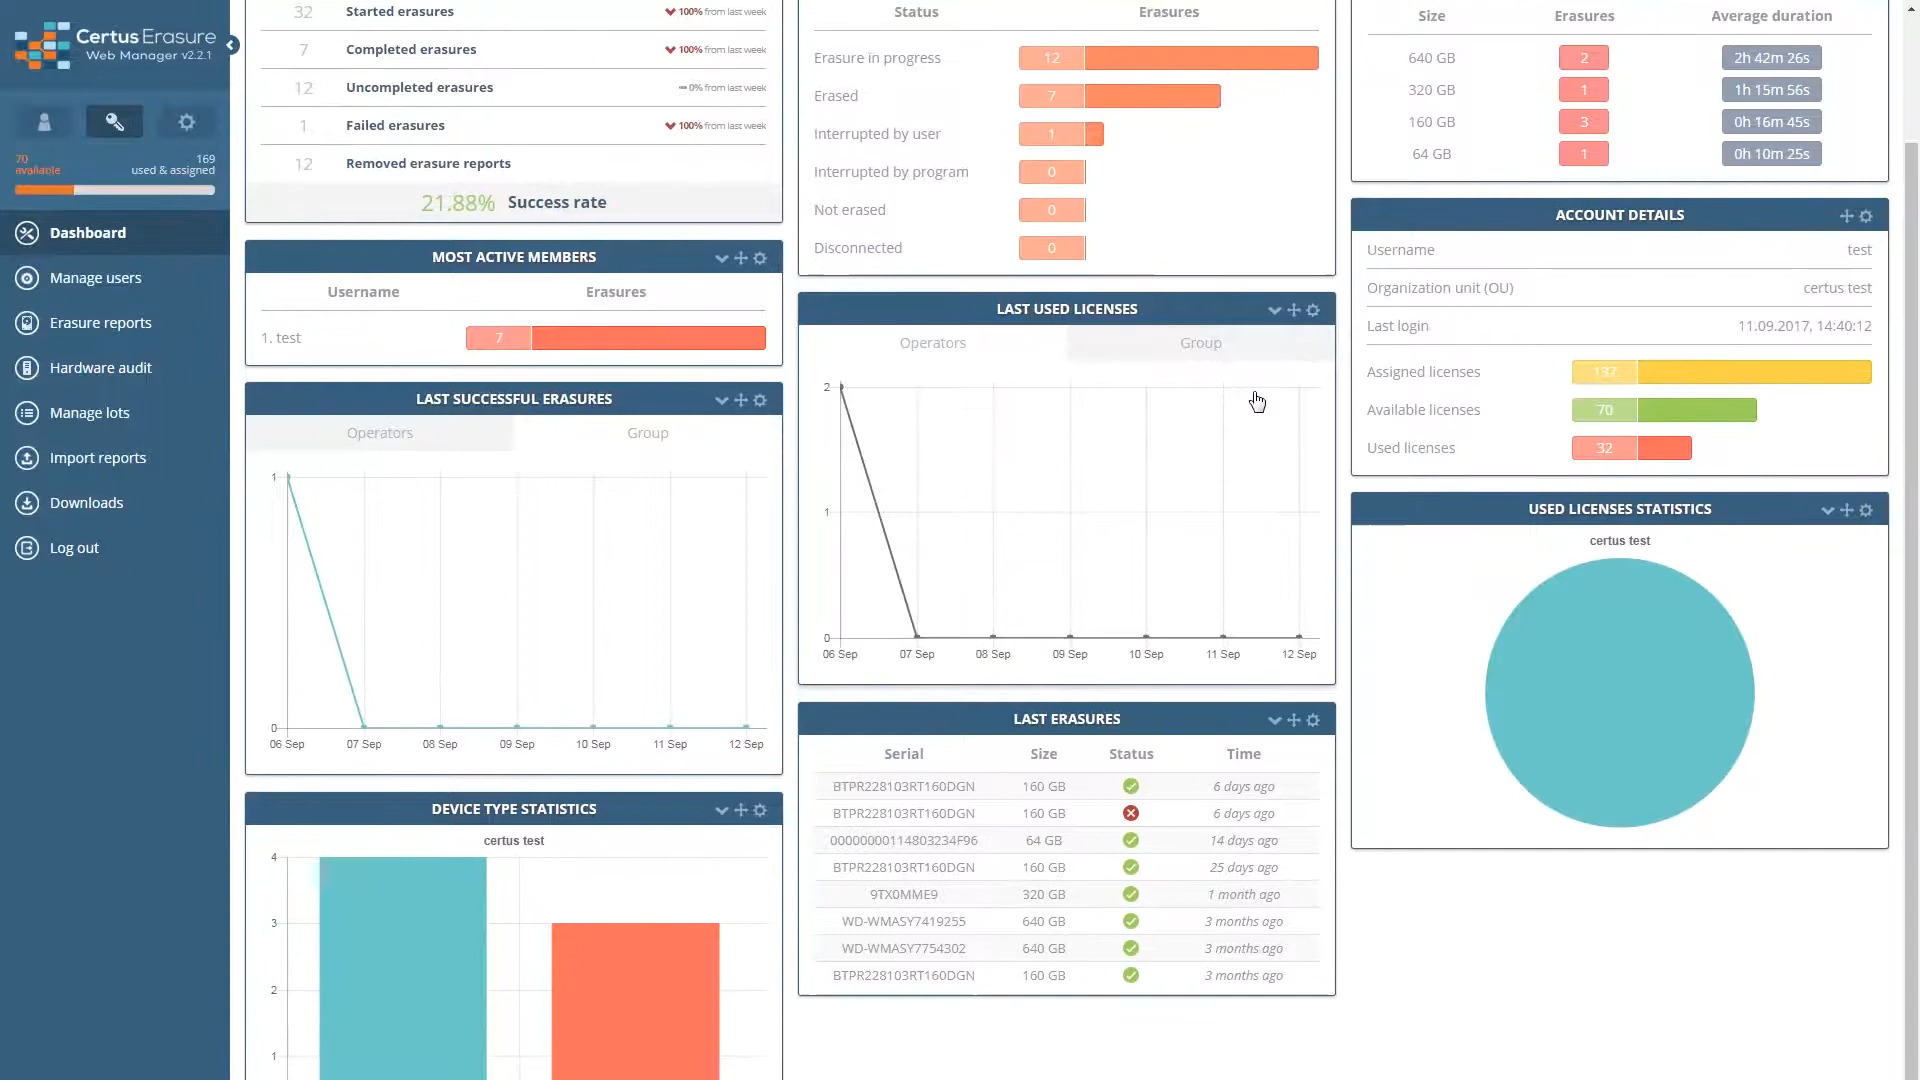 Certus Erasure
Web Manager v2.2.1
70
available
169
used & assigned
Dashboard
Manage users
Erasure reports
Hardware audit
Manage lots
Import reports
Downloads
Log out
32 Started erasures 100% from last week
7 Completed erasures 100% from last week
12 Uncompleted erasures 0% from last week
1 Failed erasures 100% from last week
12 Removed erasure reports
21.88% Success rate
MOST ACTIVE MEMBERS
Username Erasures
1. test 7
LAST SUCCESSFUL ERASURES
Operators Group
1
0
06 Sep 07 Sep 08 Sep 09 Sep 10 Sep 11 Sep 12 Sep
DEVICE TYPE STATISTICS
certus test
4
3
2
1
Status Erasures
Erasure in progress 12
Erased 7
Interrupted by user 1
Interrupted by program 0
Not erased 0
Disconnected 0
LAST USED LICENSES
Operators Group
2
1
0
06 Sep 07 Sep 08 Sep 09 Sep 10 Sep 11 Sep 12 Sep
LAST ERASURES
Serial Size Status Time
BTPR228103RT160DGN 160 GB 6 days ago
BTPR228103RT160DGN 160 GB 6 days ago
00000000114803234F96 64 GB 14 days ago
BTPR228103RT160DGN 160 GB 25 days ago
9TX0MME9 320 GB 1 month ago
WD-WMASY7419255 640 GB 3 months ago
WD-WMASY7754302 640 GB 3 months ago
BTPR228103RT160DGN 160 GB 3 months ago
Size Erasures Average duration
640 GB 2 2h 42m 26s
320 GB 1 1h 15m 56s
160 GB 3 0h 16m 45s
64 GB 1 0h 10m 25s
ACCOUNT DETAILS
Username test
Organization unit (OU) certus test
Last login 11.09.2017, 14:40:12
Assigned licenses 137
Available licenses 70
Used licenses 32
USED LICENSES STATISTICS
certus test